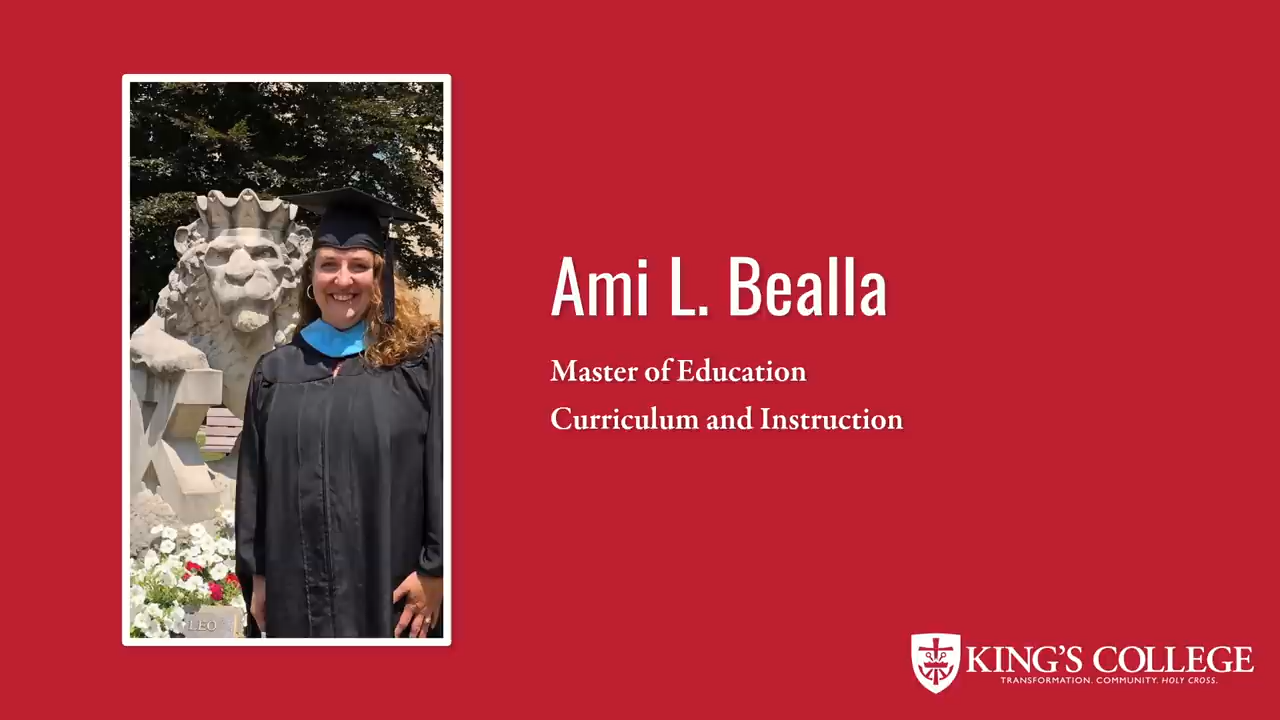 Ami L. Bealla
Master of Education
Curriculum and Instruction
LEO
KING'S COLLEGE
TRANSFORMATION. COMMUNITY. HOLY CROSS.